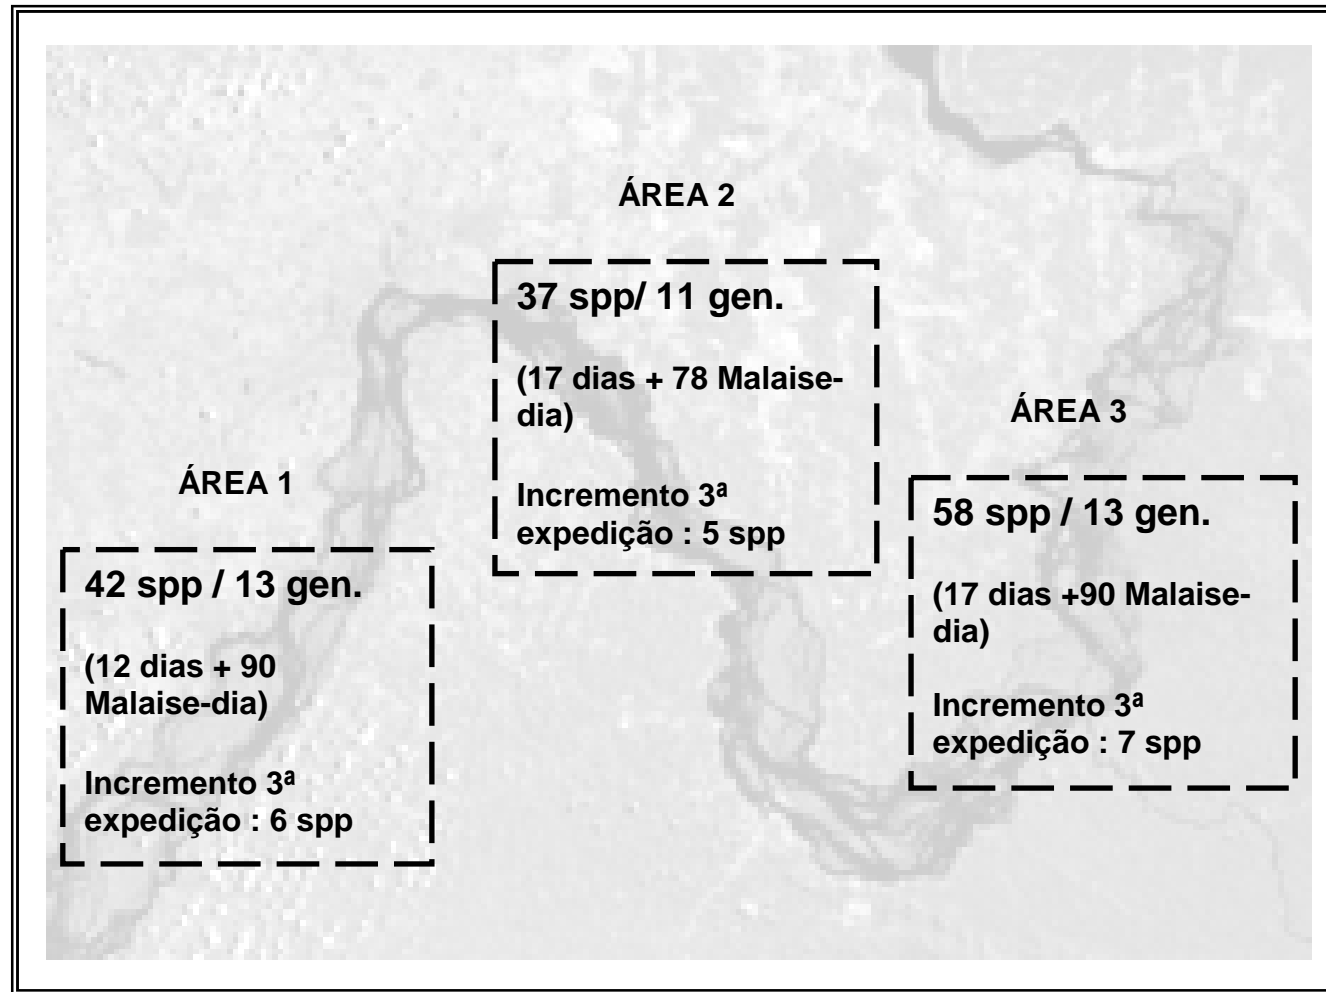 ÁREA 1
42 spp / 13 gen.
(12 dias + 90
Malaise-dia)
Incremento 3ª
expedição : 6 spp
ÁREA 2
37 spp/ 11 gen.
(17 dias + 78 Malaise-
dia)
Incremento 3ª
expedição : 5 spp
ÁREA 3
58 spp / 13 gen.
(17 dias +90 Malaise-
dia)
Incremento 3ª
expedição : 7 spp